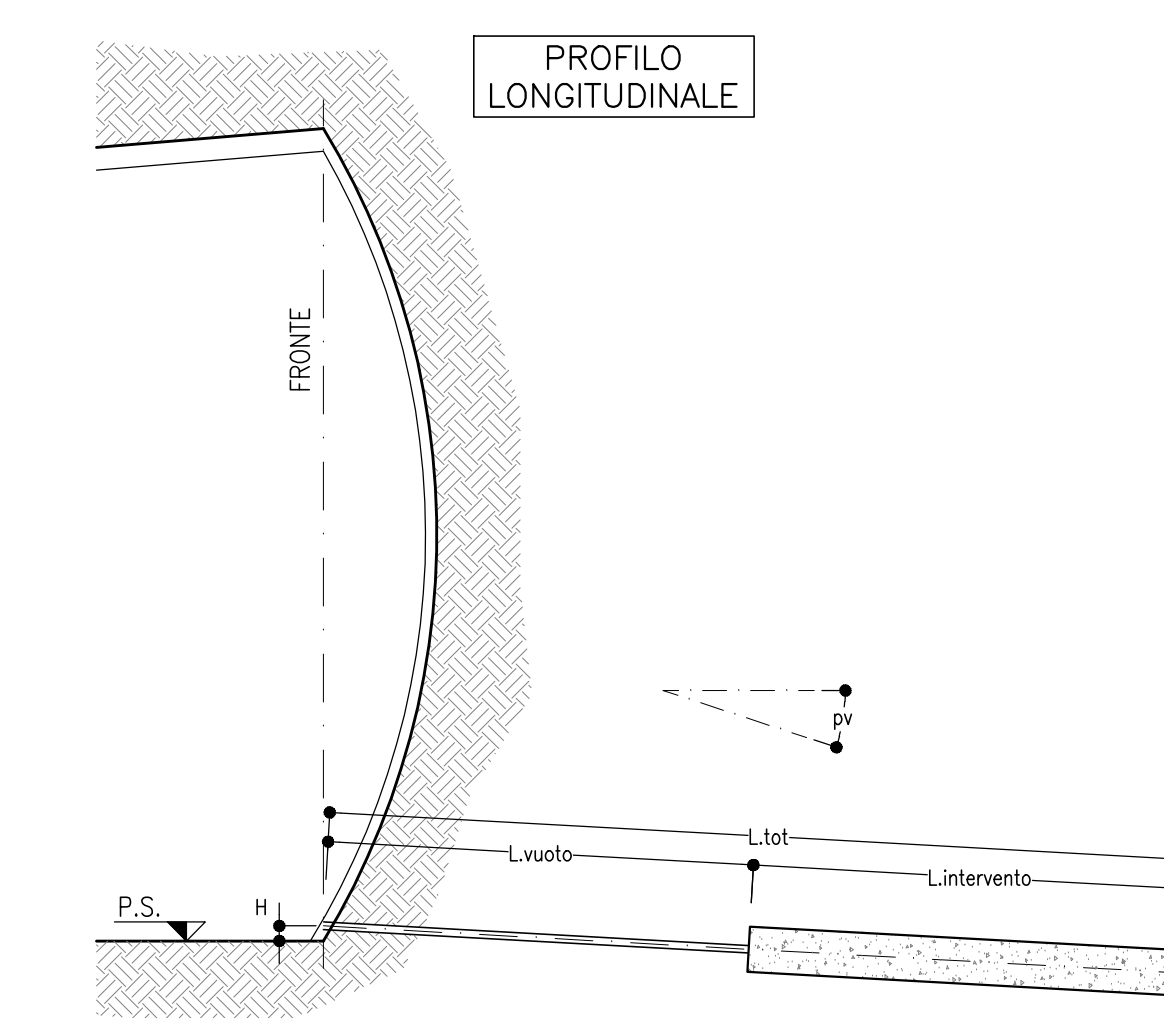 PROFILO
LONGITUDINALE
FRONTE
pv
L.tot
L.vuoto
L.intervento
P.S.
H